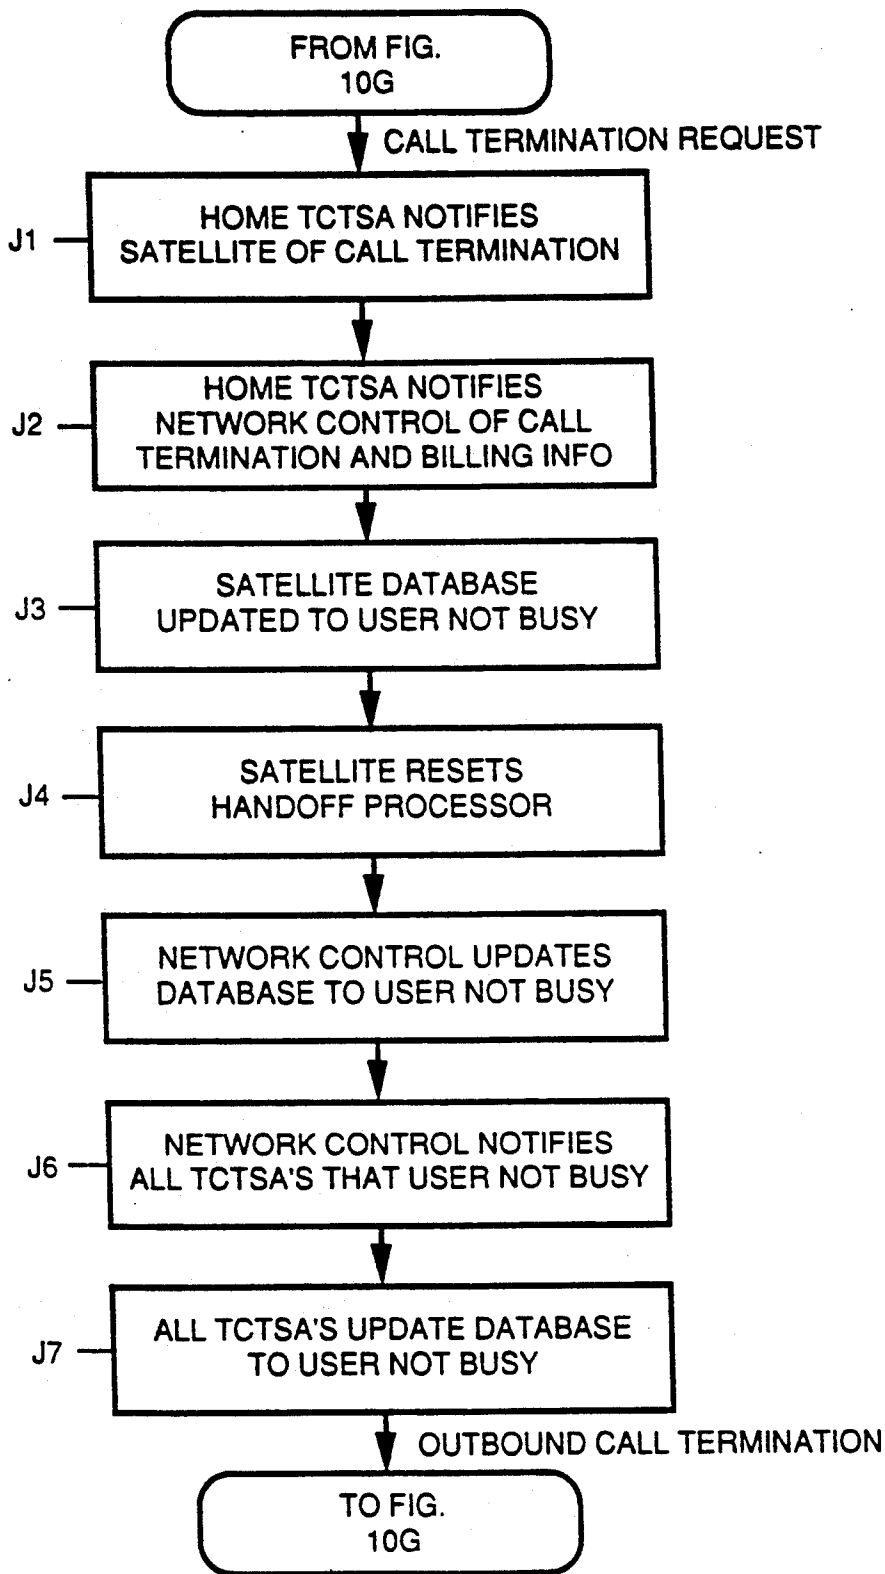 FROM FIG.
10G
CALL TERMINATION REQUEST
J1
HOME TCTSA NOTIFIES
SATELLITE OF CALL TERMINATION
J2
HOME TCTSA NOTIFIES
NETWORK CONTROL OF CALL
TERMINATION AND BILLING INFO
J3
SATELLITE DATABASE
UPDATED TO USER NOT BUSY
J4
SATELLITE RESETS
HANDOFF PROCESSOR
J5
NETWORK CONTROL UPDATES
DATABASE TO USER NOT BUSY
J6
NETWORK CONTROL NOTIFIES
ALL TCTSA'S THAT USER NOT BUSY
J7
ALL TCTSA'S UPDATE DATABASE
TO USER NOT BUSY
OUTBOUND CALL TERMINATION
TO FIG.
10G